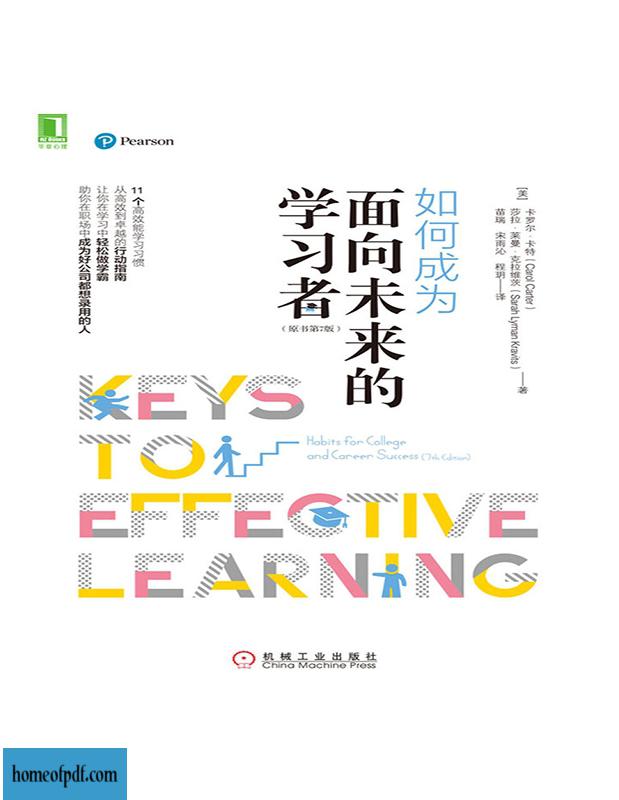 HZ BOOKS
华章心理
Pearson
[美]
卡罗尔·卡特(Carol Carter)
莎拉·莱曼·克拉维茨(Sarah Lyman Kravits)
著
苗瑞 宋雨沁 程玥——译
如何成为
面向未来的
学习者
(原书第7版)
11个高效能学习习惯
从高效到卓越的行动指南
让你在学习中轻松做学霸
助你在职场中成为好公司都想录用的人
KEYS
TO
Habits for College
and Career Success (7th Edition)
EFFECTIVE
LEARNING
机械工业出版社
China Machine Press
homeofpdf.com